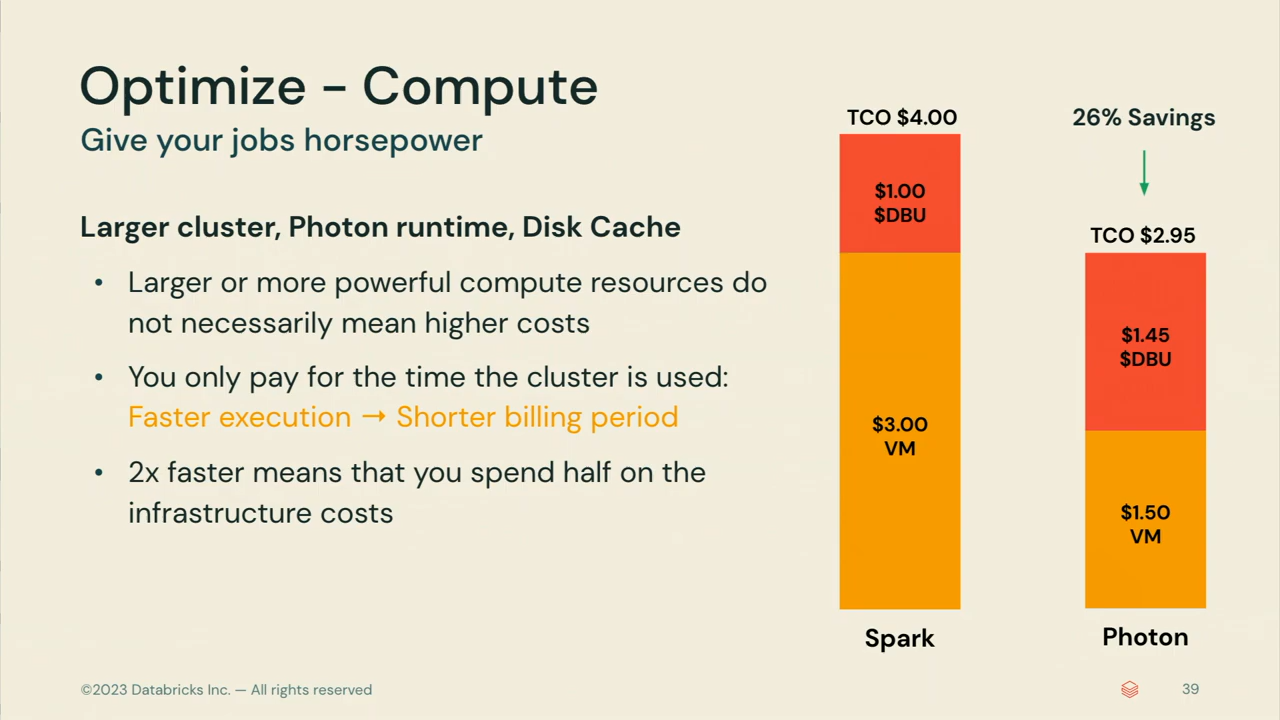 Optimize – Compute
Give your jobs horsepower
Larger cluster, Photon runtime, Disk Cache
• Larger or more powerful compute resources do
not necessarily mean higher costs
• You only pay for the time the cluster is used:
Faster execution → Shorter billing period
• 2x faster means that you spend half on the
infrastructure costs
TCO $4.00
$1.00
$DBU
$3.00
VM
Spark
26% Savings
TCO $2.95
$1.45
$DBU
$1.50
VM
Photon
©2023 Databricks Inc. — All rights reserved
39